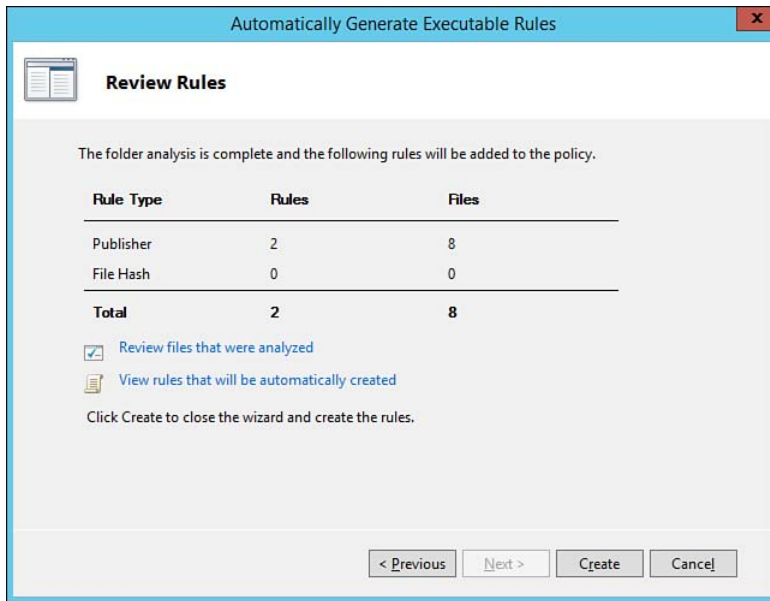 Automatically Generate Executable Rules
x
Review Rules
The folder analysis is complete and the following rules will be added to the policy.
Rule Type Rules Files
Publisher 2 8
File Hash 0 0
Total 2 8
Review files that were analyzed
View rules that will be automatically created
Click Create to close the wizard and create the rules.
< Previous Next > Create Cancel